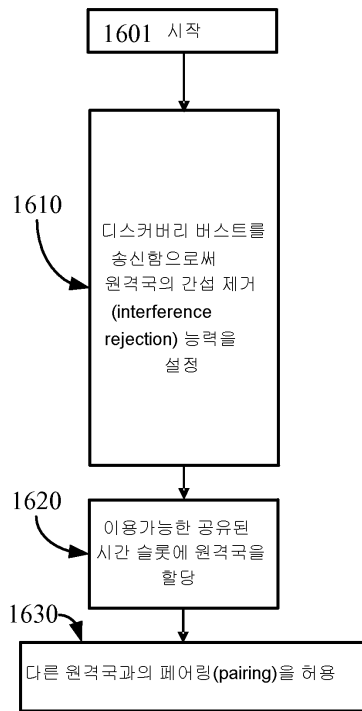 1601 시작
1610
디스커버리 버스트를
송신함으로써
원격국의 간섭 제거
(interference
rejection) 능력을
설정
1620
이용가능한 공유된
시간 슬롯에 원격국을
할당
1630
다른 원격국과의 페어링(pairing)을 허용